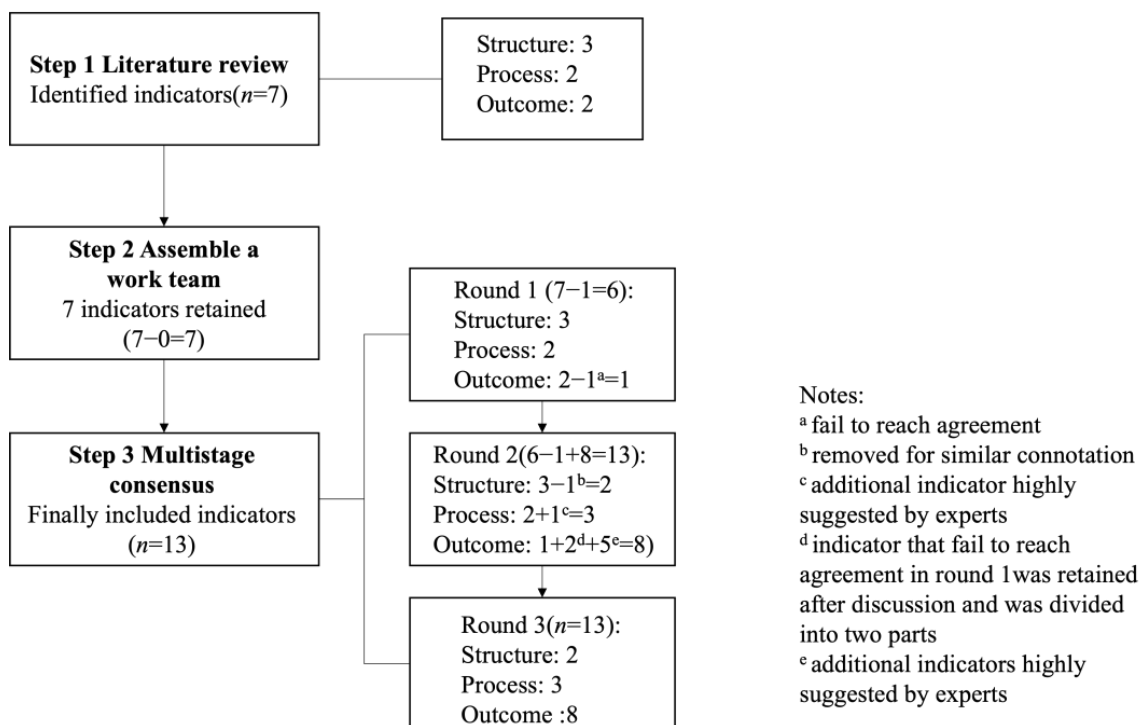 Step 1 Literature review
Identified indicators(n=7)
Structure: 3
Process: 2
Outcome: 2
Step 2 Assemble a
work team
7 indicators retained
(7−0=7)
Step 3 Multistage
consensus
Finally included indicators
(n=13)
Round 1 (7−1=6):
Structure: 3
Process: 2
Outcome: 2−1ᵃ=1
Round 2(6−1+8=13):
Structure: 3−1ᵇ=2
Process: 2+1ᶜ=3
Outcome: 1+2ᵈ+5ᵉ=8)
Round 3(n=13):
Structure: 2
Process: 3
Outcome :8
Notes:
ᵃ fail to reach agreement
ᵇ removed for similar connotation
ᶜ additional indicator highly
suggested by experts
ᵈ indicator that fail to reach
agreement in round 1was retained
after discussion and was divided
into two parts
ᵉ additional indicators highly
suggested by experts